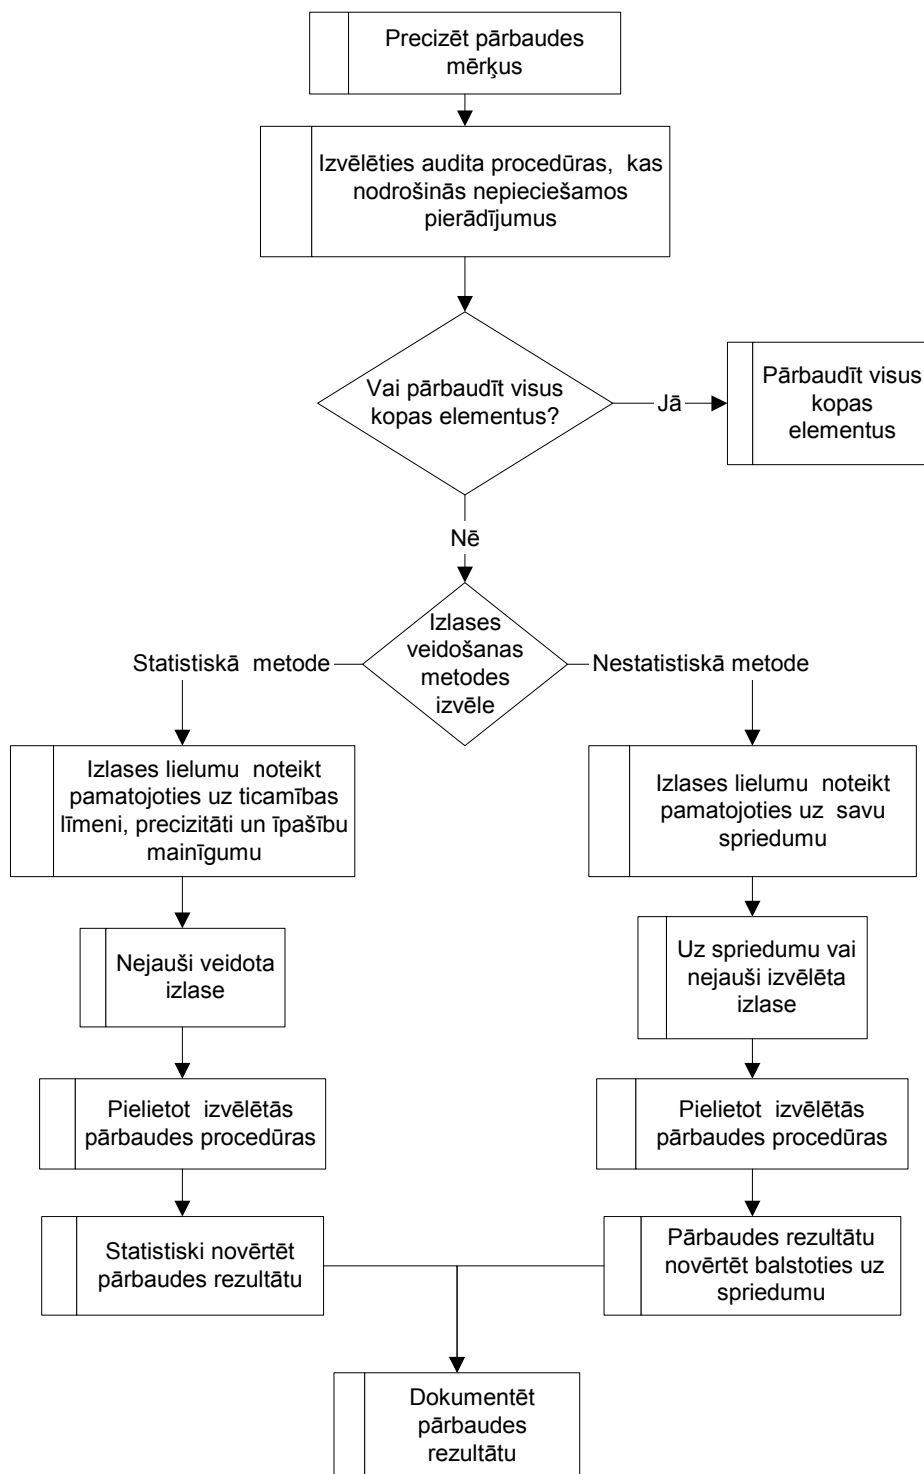 Precizēt pārbaudes
mērķus
Izvēlēties audita procedūras, kas
nodrošinās nepieciešamos
pierādījumus
Vai pārbaudīt visus
kopas elementus?
Jā
Pārbaudīt visus
kopas
elementus
Nē
Izlases
veidošanas
metodes
izvēle
Statistiskā metode
Nestatistiskā metode
Izlases lielumu noteikt
pamatojoties uz ticamības
līmeni, precizitāti un īpašību
mainīgumu
Izlases lielumu noteikt
pamatojoties uz savu
spriedumu
Nejauši veidota
izlase
Uz spriedumu vai
nejauši izvēlēta
izlase
Pielietot izvēlētās
pārbaudes procedūras
Pielietot izvēlētās
pārbaudes procedūras
Statistiski novērtēt
pārbaudes rezultātu
Pārbaudes rezultātu
novērtēt balstoties uz
spriedumu
Dokumentēt
pārbaudes
rezultātu